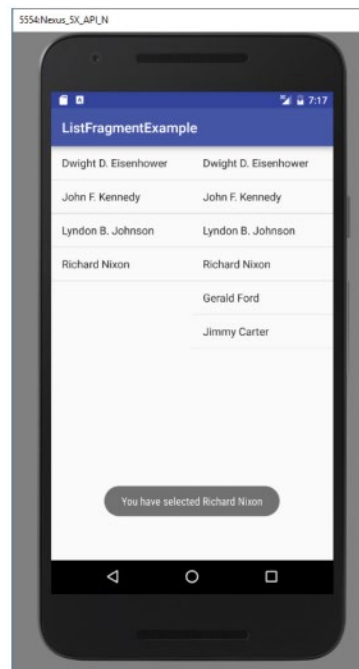 5554:Nexus_5X_API_N
7:17
ListFragmentExample
Dwight D. Eisenhower
John F. Kennedy
Lyndon B. Johnson
Richard Nixon
Dwight D. Eisenhower
John F. Kennedy
Lyndon B. Johnson
Richard Nixon
Gerald Ford
Jimmy Carter
You have selected Richard Nixon